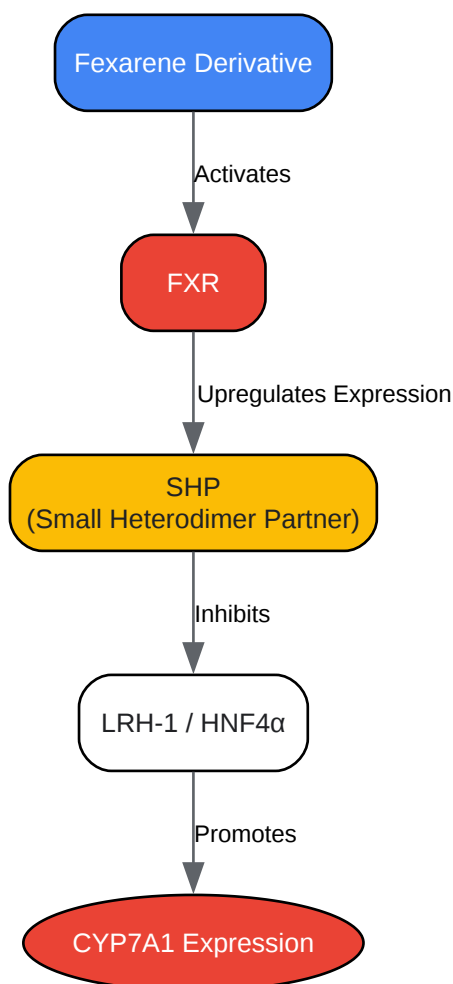 Fexarene Derivative
Activates
FXR
Upregulates Expression
SHP
(Small Heterodimer Partner)
Inhibits
LRH-1 / HNF4α
Promotes
CYP7A1 Expression